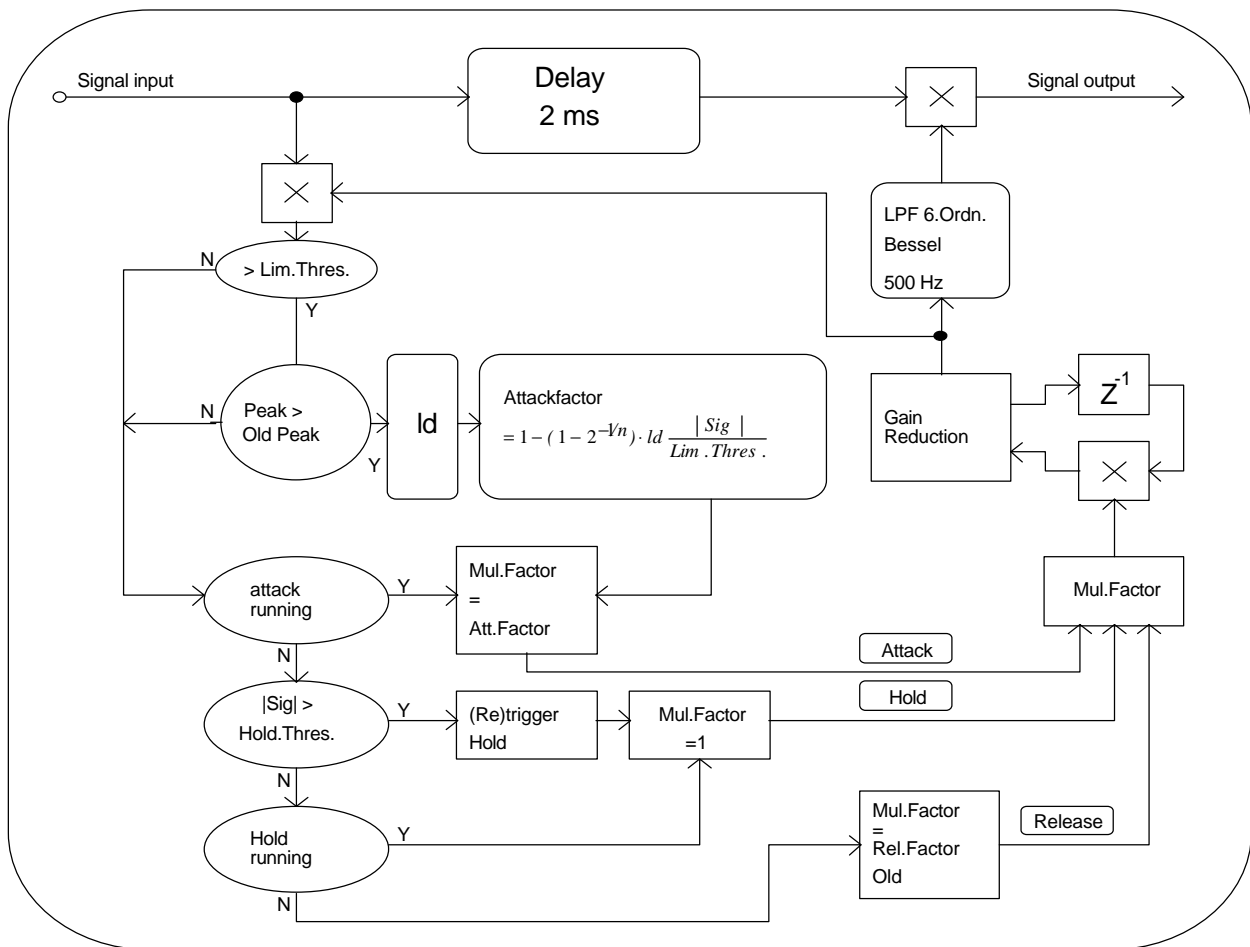 Signal input
Delay
2 ms
Signal output
LPF 6.Ordn.
Bessel
500 Hz
N
> Lim.Thres.
Y
N
Peak >
Old Peak
Y
ld
Attackfactor
= 1 – ( 1 – 2^{-1/n} ) · ld |Sig| / Lim .Thres .
Gain
Reduction
Z^{-1}
attack
running
Y
N
Mul.Factor
=
Att.Factor
Mul.Factor
Attack
|Sig| >
Hold.Thres.
Y
N
(Re)trigger
Hold
Mul.Factor
=1
Hold
Hold
running
Y
N
Mul.Factor
=
Rel.Factor
Old
Release